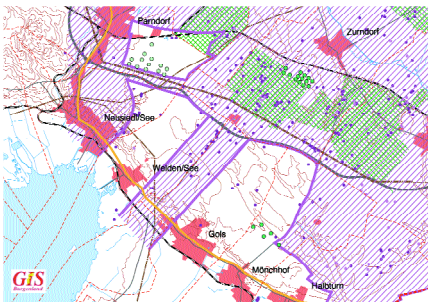 Parndorf
Zurndorf
Neusiedl/See
Weiden/See
Gols
Mönchhof
Halbturn
GIS
Burgenland